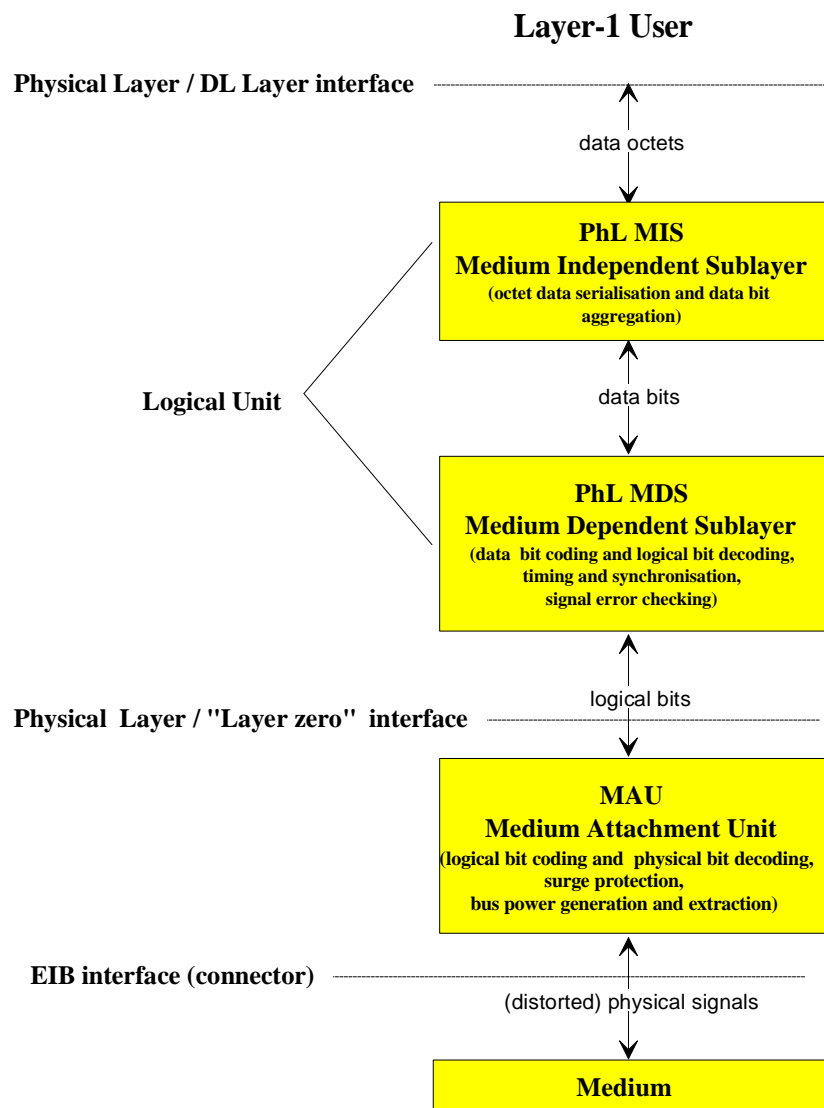 Layer-1 User
Physical Layer / DL Layer interface
data octets
PhL MIS
Medium Independent Sublayer
(octet data serialisation and data bit
aggregation)
Logical Unit
data bits
PhL MDS
Medium Dependent Sublayer
(data bit coding and logical bit decoding,
timing and synchronisation,
signal error checking)
logical bits
Physical Layer / "Layer zero" interface
MAU
Medium Attachment Unit
(logical bit coding and physical bit decoding,
surge protection,
bus power generation and extraction)
EIB interface (connector)
(distorted) physical signals
Medium